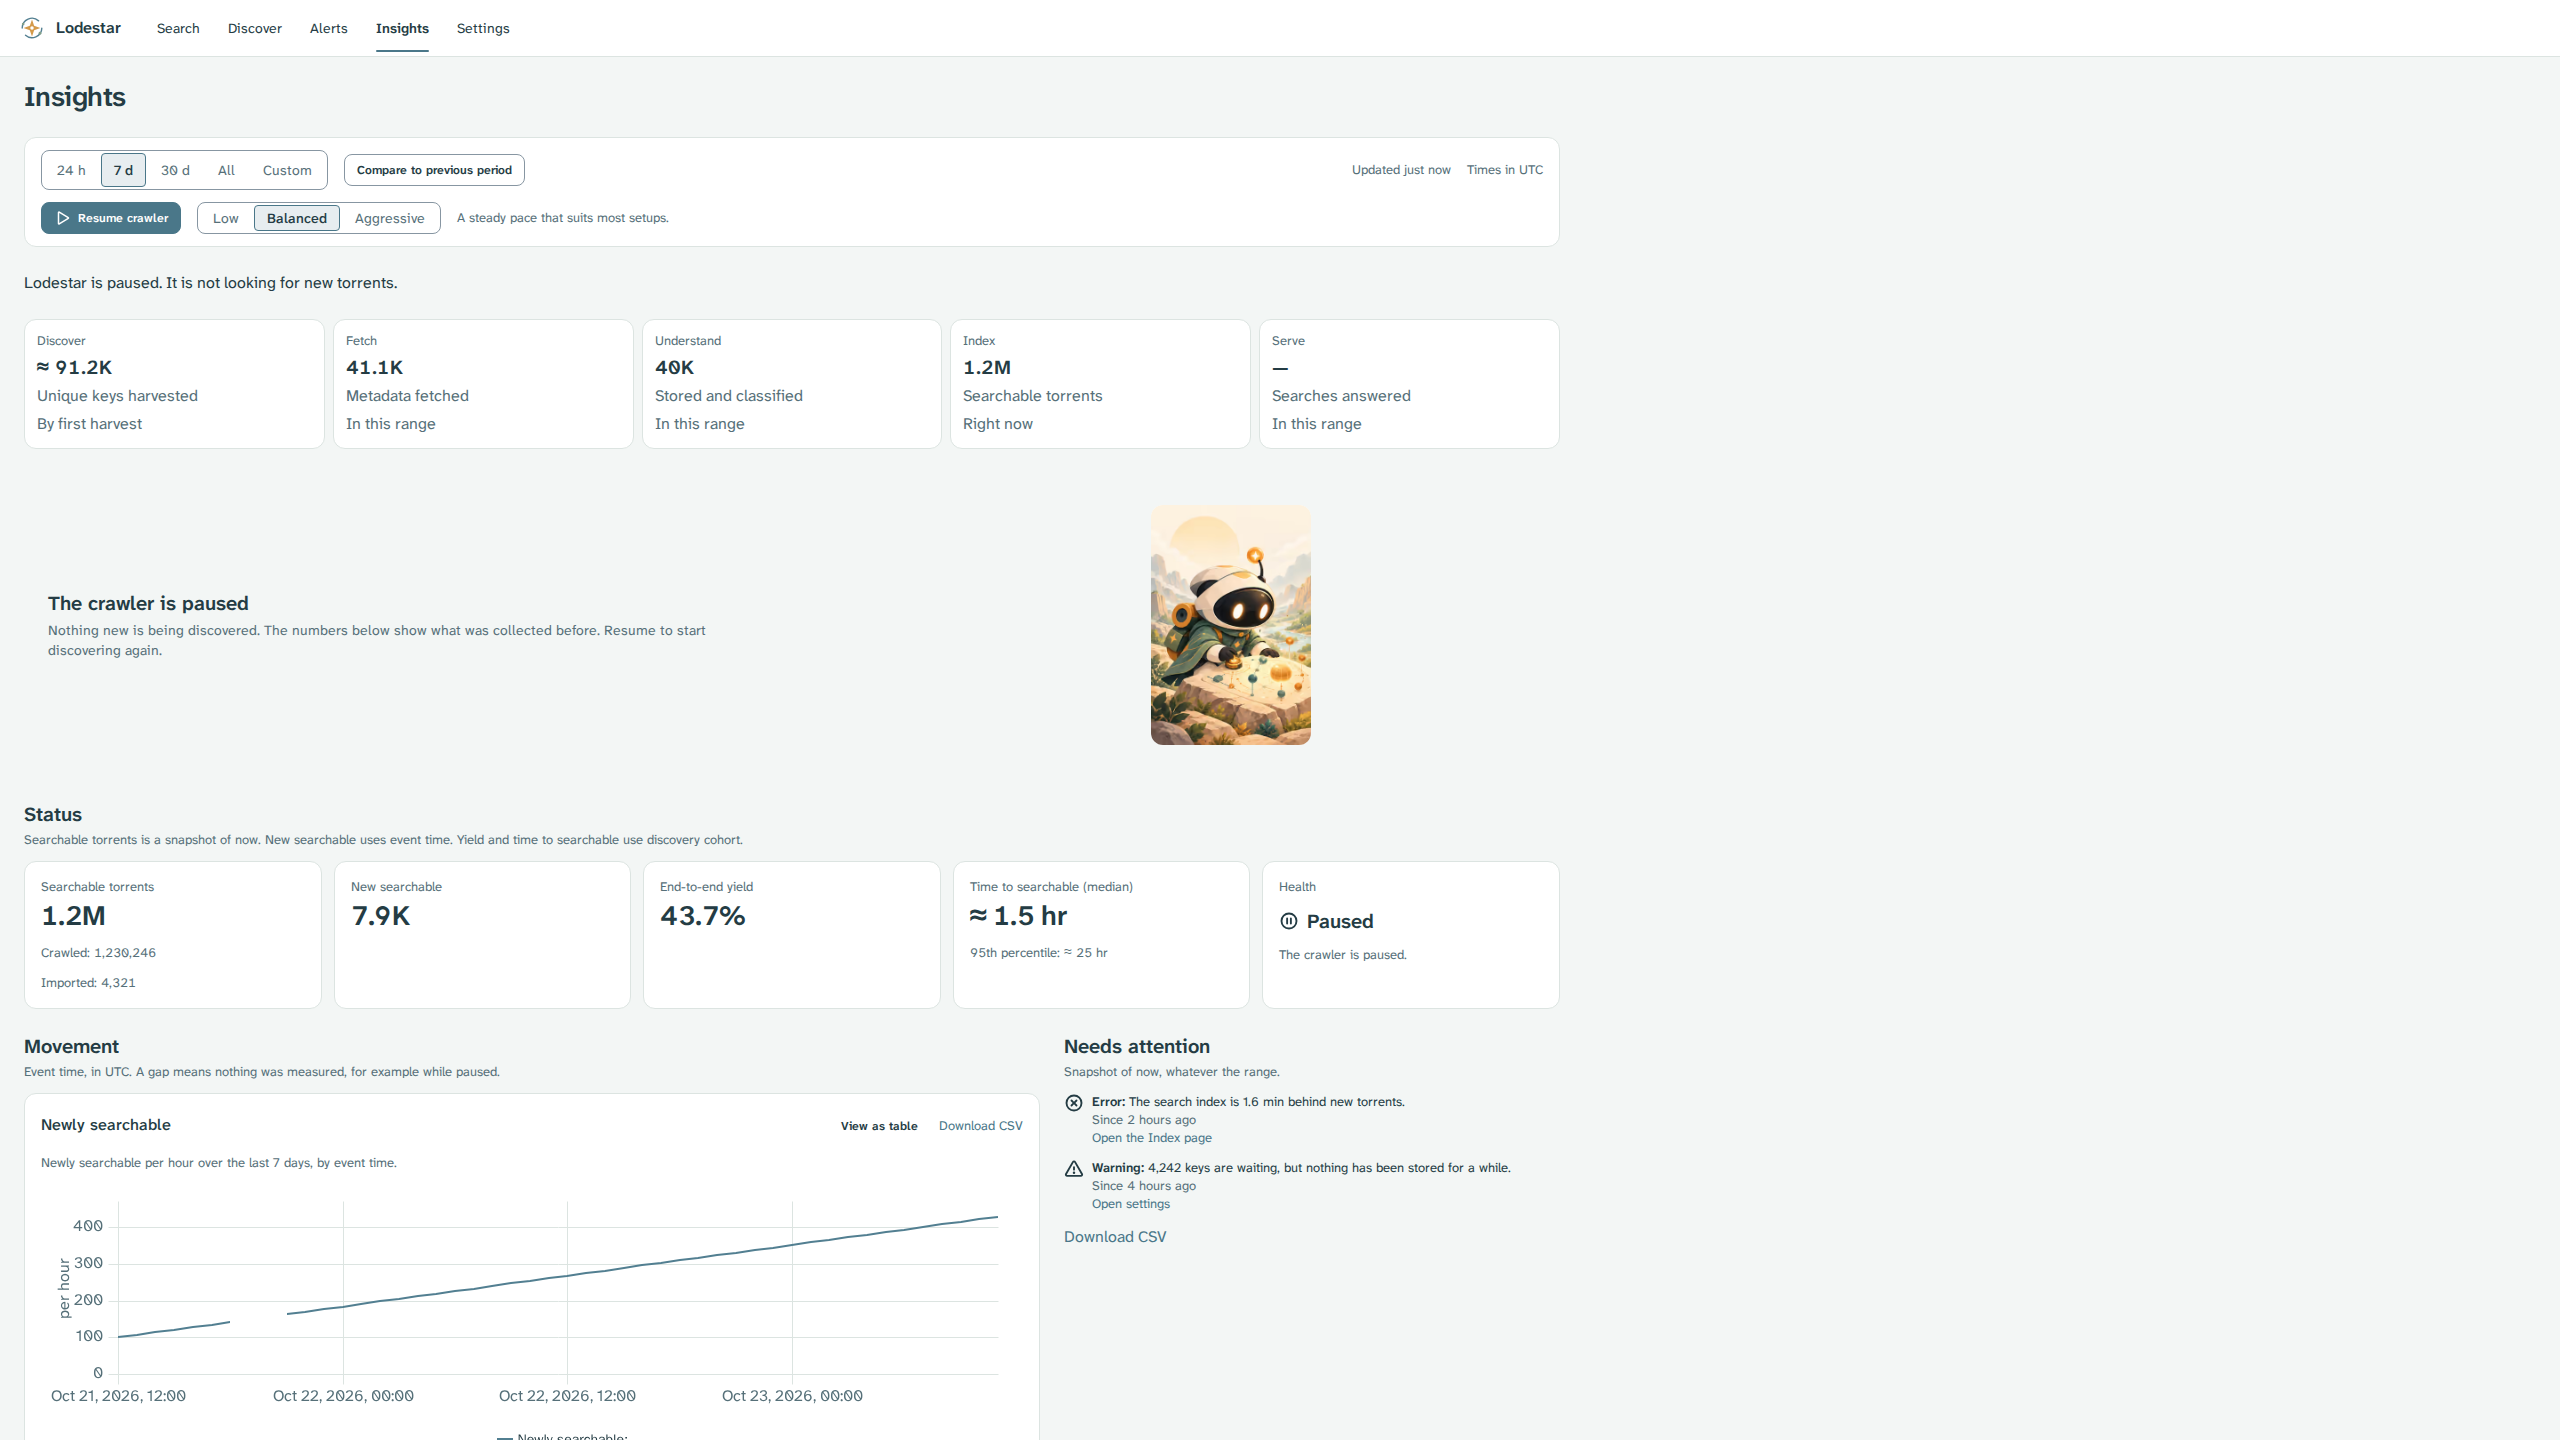 Lodestar
Search
Discover
Alerts
Insights
Settings
Insights
24 h
7 d
30 d
All
Custom
Compare to previous period
Updated just now
Times in UTC
Resume crawler
Low
Balanced
Aggressive
A steady pace that suits most setups.
Lodestar is paused. It is not looking for new torrents.
Discover
≈ 91.2K
Unique keys harvested
By first harvest
Fetch
41.1K
Metadata fetched
In this range
Understand
40K
Stored and classified
In this range
Index
1.2M
Searchable torrents
Right now
Serve
—
Searches answered
In this range
The crawler is paused
Nothing new is being discovered. The numbers below show what was collected before. Resume to start
discovering again.
Status
Searchable torrents is a snapshot of now. New searchable uses event time. Yield and time to searchable use discovery cohort.
Searchable torrents
1.2M
Crawled: 1,230,246
Imported: 4,321
New searchable
7.9K
End-to-end yield
43.7%
Time to searchable (median)
≈ 1.5 hr
95th percentile: ≈ 25 hr
Health
Paused
The crawler is paused.
Movement
Event time, in UTC. A gap means nothing was measured, for example while paused.
Newly searchable
View as table
Download CSV
Newly searchable per hour over the last 7 days, by event time.
per hour
400
300
200
100
0
Oct 21, 2026, 12:00
Oct 22, 2026, 00:00
Oct 22, 2026, 12:00
Oct 23, 2026, 00:00
Newly searchable:
Needs attention
Snapshot of now, whatever the range.
Error: The search index is 1.6 min behind new torrents.
Since 2 hours ago
Open the Index page
Warning: 4,242 keys are waiting, but nothing has been stored for a while.
Since 4 hours ago
Open settings
Download CSV